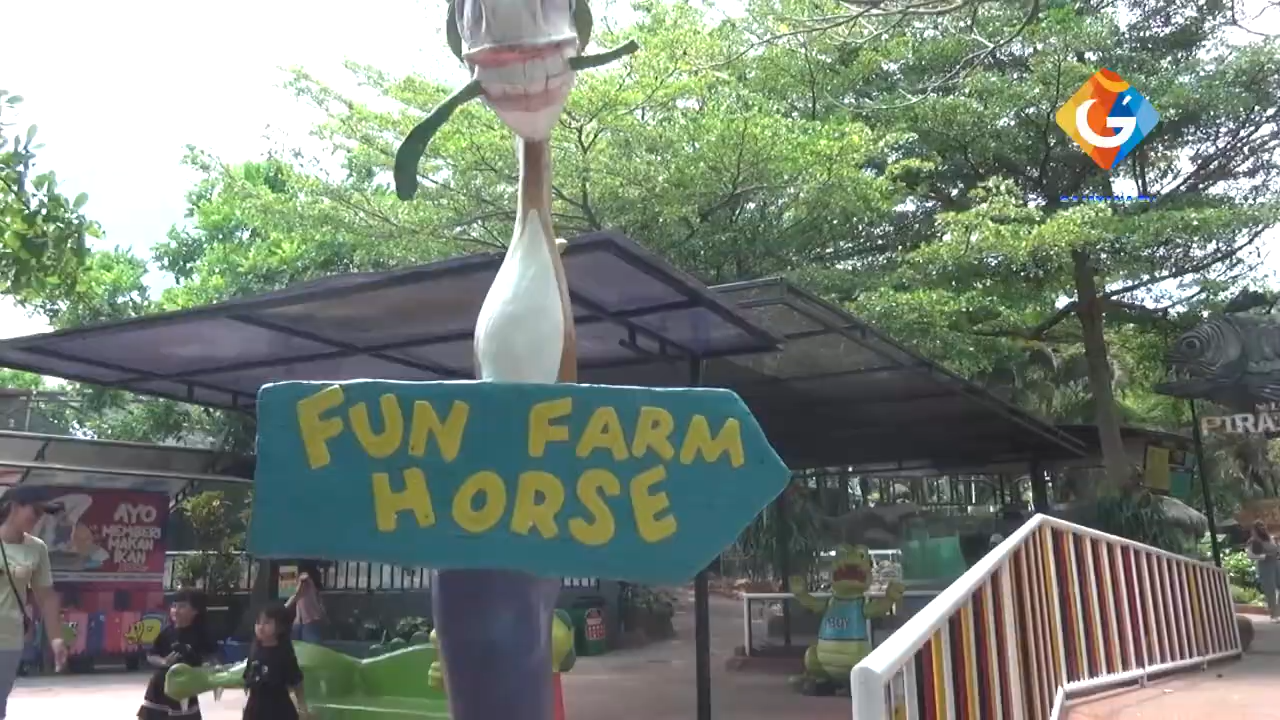 FUN FARM
HORSE
AYO
MEMBERI
MAKAN
IKAN
PIRA
BOY
G